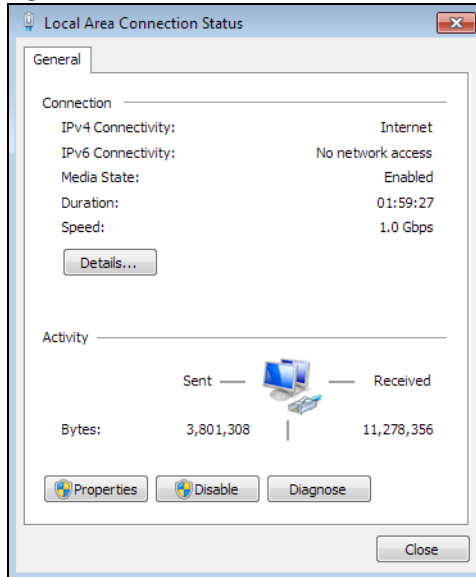 Local Area Connection Status
General
Connection
IPv4 Connectivity: Internet
IPv6 Connectivity: No network access
Media State: Enabled
Duration: 01:59:27
Speed: 1.0 Gbps
Details...
Activity
Sent Received
Bytes: 3,801,308 11,278,356
Properties Disable Diagnose
Close